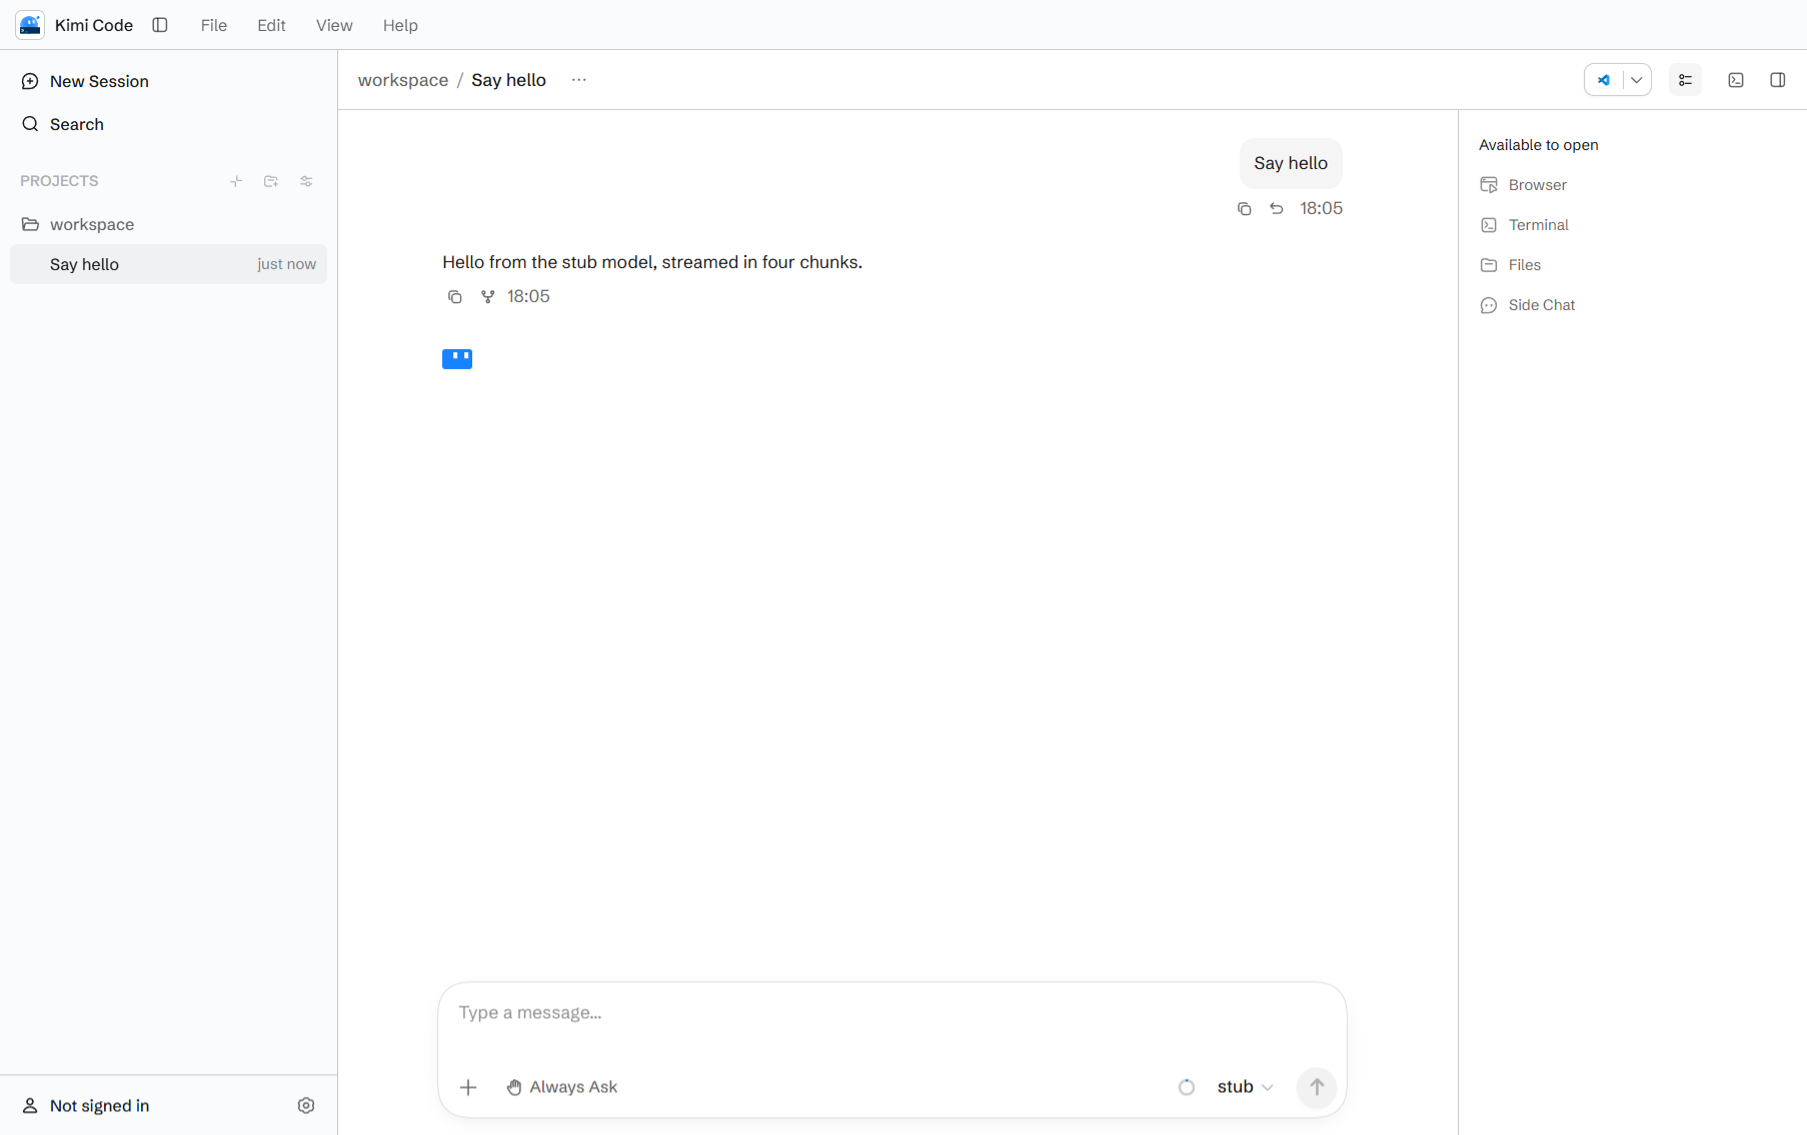 Kimi Code File Edit View Help
New Session
Search
PROJECTS
workspace
Say hello just now
Not signed in
workspace / Say hello ...
Say hello
18:05
Hello from the stub model, streamed in four chunks.
18:05
Type a message...
Always Ask stub
Available to open
Browser
Terminal
Files
Side Chat